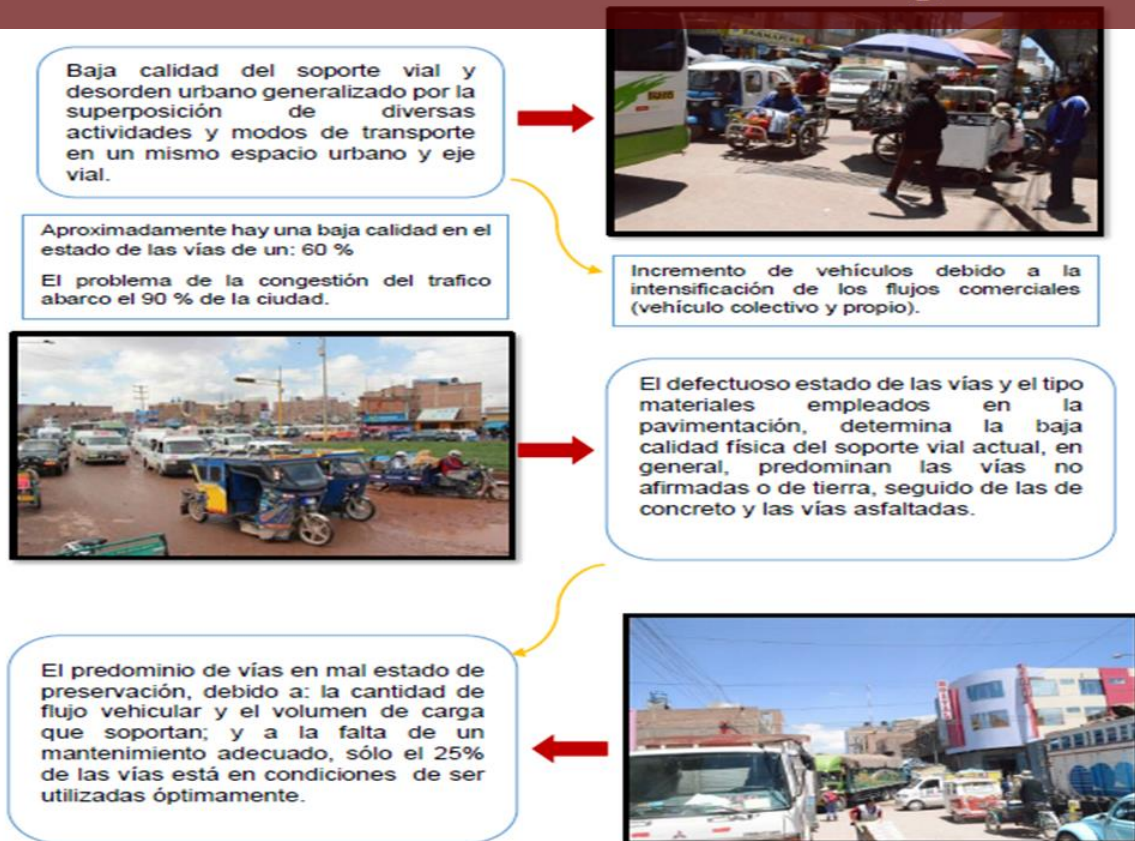 Baja calidad del soporte vial y
desorden urbano generalizado por la
superposición de diversas
actividades y modos de transporte
en un mismo espacio urbano y eje
vial.
Aproximadamente hay una baja calidad en el
estado de las vías de un: 60 %
El problema de la congestión del trafico
abarco el 90 % de la ciudad.
Incremento de vehículos debido a la
intensificación de los flujos comerciales
(vehículo colectivo y propio).
El defectuoso estado de las vías y el tipo
materiales empleados en la
pavimentación, determina la baja
calidad física del soporte vial actual, en
general, predominan las vías no
afirmadas o de tierra, seguido de las de
concreto y las vías asfaltadas.
El predominio de vías en mal estado de
preservación, debido a: la cantidad de
flujo vehicular y el volumen de carga
que soportan; y a la falta de un
mantenimiento adecuado, sólo el 25%
de las vías está en condiciones de ser
utilizadas óptimamente.